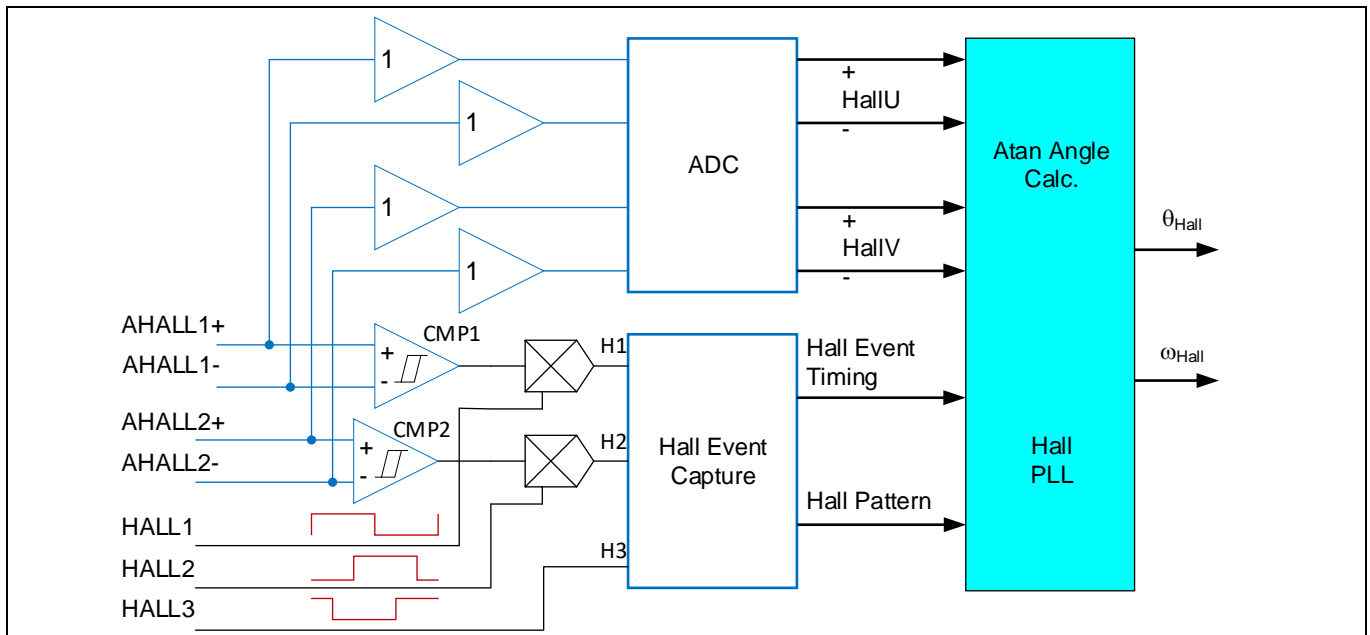 1
+
HallU
1
-
ADC
Atan Angle
Calc.
1
+
HallV
θHall
1
-
AHALL1+
CMP1
+
H1
Hall Event
Timing
AHALL1-
-
ωHall
AHALL2+
CMP2
+
H2
Hall Event
Capture
Hall
PLL
AHALL2-
-
Hall Pattern
HALL1
H3
HALL2
HALL3